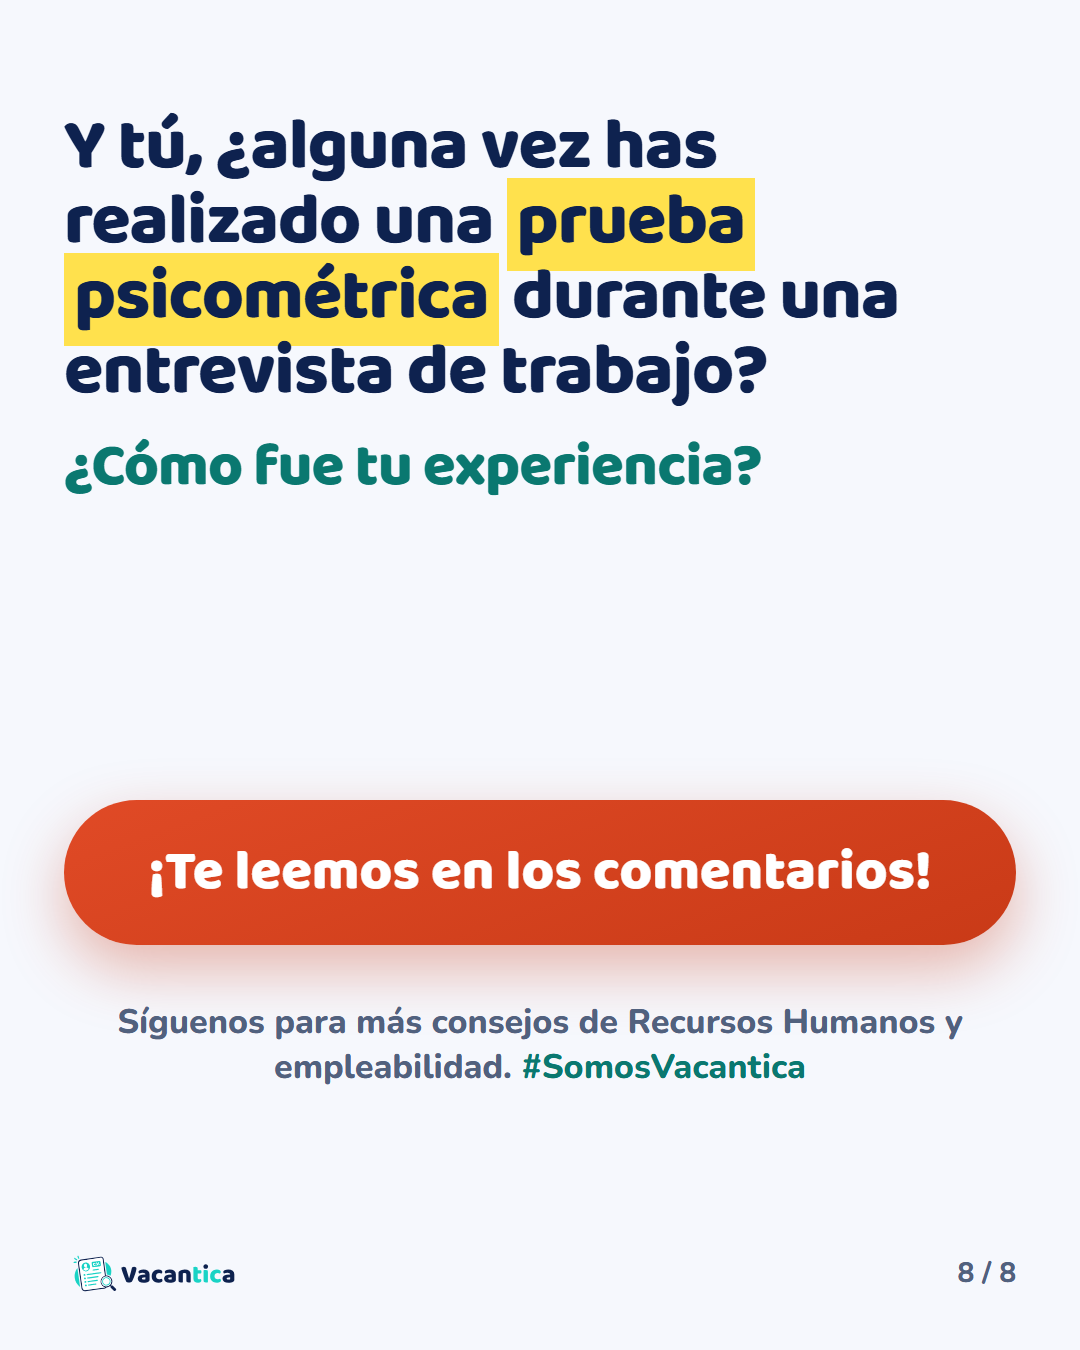 Y tú, ¿alguna vez has
realizado una prueba
psicométrica durante una
entrevista de trabajo?
¿Cómo fue tu experiencia?
¡Te leemos en los comentarios!
Síguenos para más consejos de Recursos Humanos y
empleabilidad. #SomosVacantica
Vacantica
8 / 8